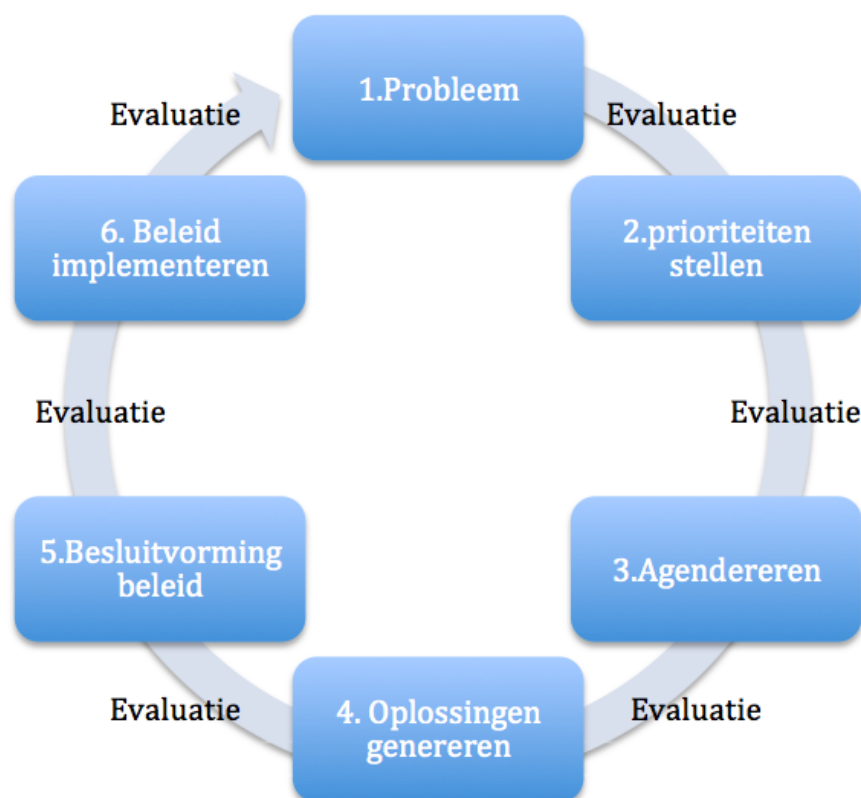 1.Probleem
Evaluatie
Evaluatie
6. Beleid
implementeren
2.prioriteiten
stellen
Evaluatie
Evaluatie
5.Besluitvorming
beleid
3.Agendereren
Evaluatie
4. Oplossingen
genereren
Evaluatie